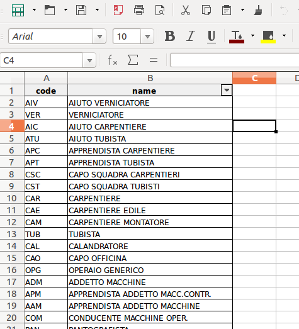 Arial 10 B I U A
C4 fx Σ =
A B C
1 code name
2 AIV AIUTO VERNICIATORE
3 VER VERNICIATORE
4 AIC AIUTO CARPENTIERE
5 ATU AIUTO TUBISTA
6 APC APPRENDISTA CARPENTIERE
7 APT APPRENDISTA TUBISTA
8 CSC CAPO SQUADRA CARPENTIERI
9 CST CAPO SQUADRA TUBISTI
10 CAR CARPENTIERE
11 CAE CARPENTIERE EDILE
12 CAM CARPENTIERE MONTATORE
13 TUB TUBISTA
14 CAL CALANDRATORE
15 CAO CAPO OFFICINA
16 OPG OPERAIO GENERICO
17 ADM ADDETTO MACCHINE
18 APM APPRENDISTA ADDETTO MACC.CONTR.
19 AAM APPRENDISTA ADDETTO MACCHINE
20 COM CONDUCENTE MACCHINE OPER.
21 PAN PANTOGRAFISTA